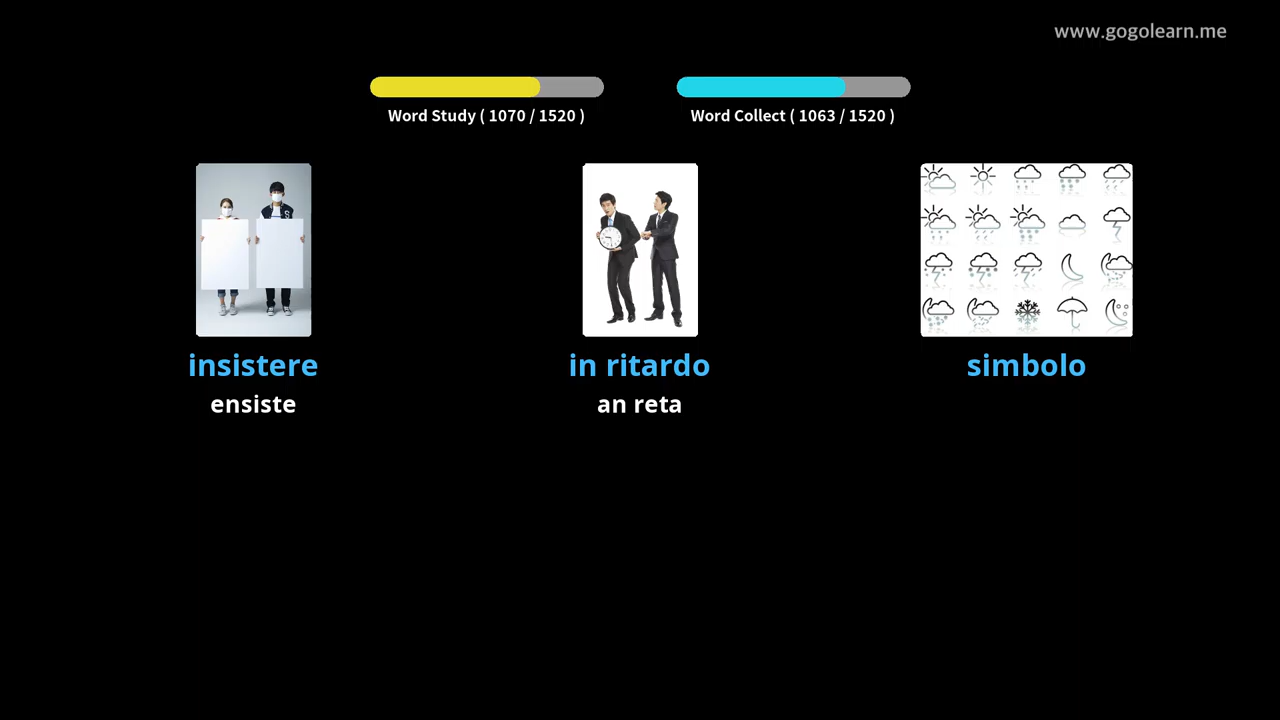 www.gogolearn.me
Word Study ( 1070 / 1520 )
Word Collect ( 1063 / 1520 )
insistere
in ritardo
simbolo
ensiste
an reta